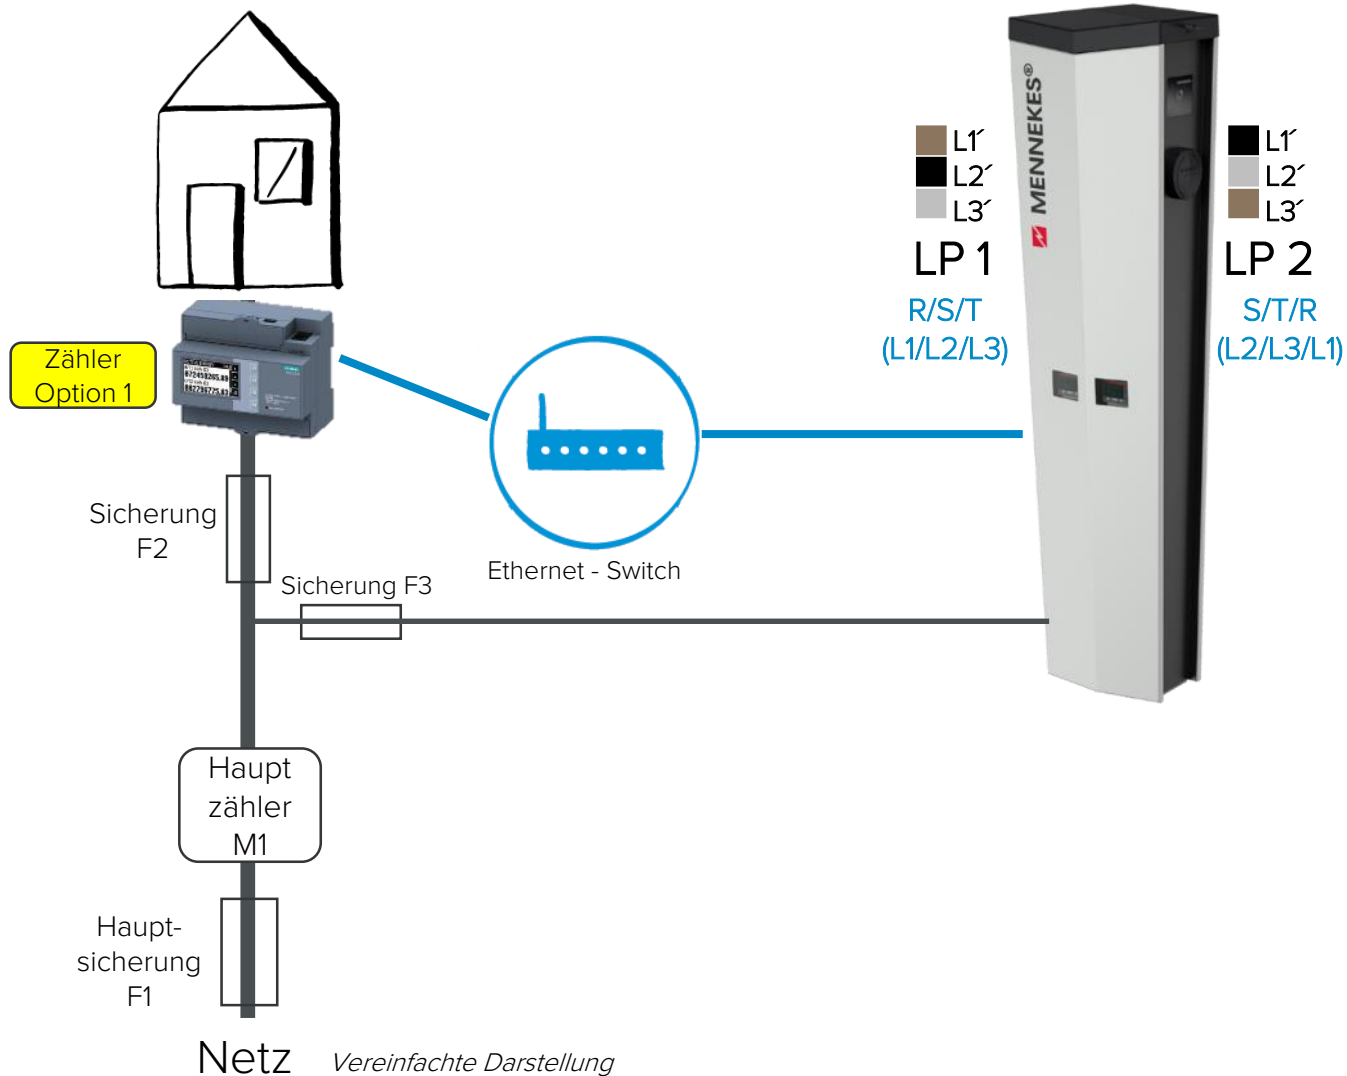 MENNEKES®
L1´
L2´
L3´
LP 1
R/S/T
(L1/L2/L3)
L1´
L2´
L3´
LP 2
S/T/R
(L2/L3/L1)
Zähler
Option 1
Sicherung
F2
Ethernet - Switch
Sicherung F3
Haupt
zähler
M1
Haupt-
sicherung
F1
Netz
Vereinfachte Darstellung